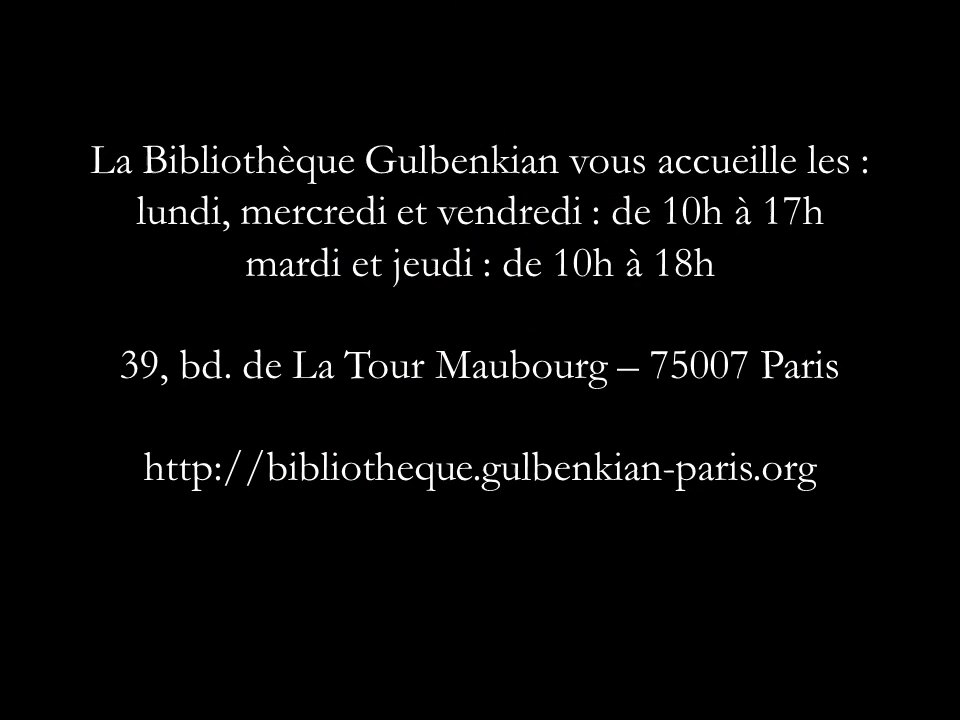 La Bibliothèque Gulbenkian vous accueille les :
lundi, mercredi et vendredi : de 10h à 17h
mardi et jeudi : de 10h à 18h
39, bd. de La Tour Maubourg – 75007 Paris
http://bibliotheque.gulbenkian-paris.org